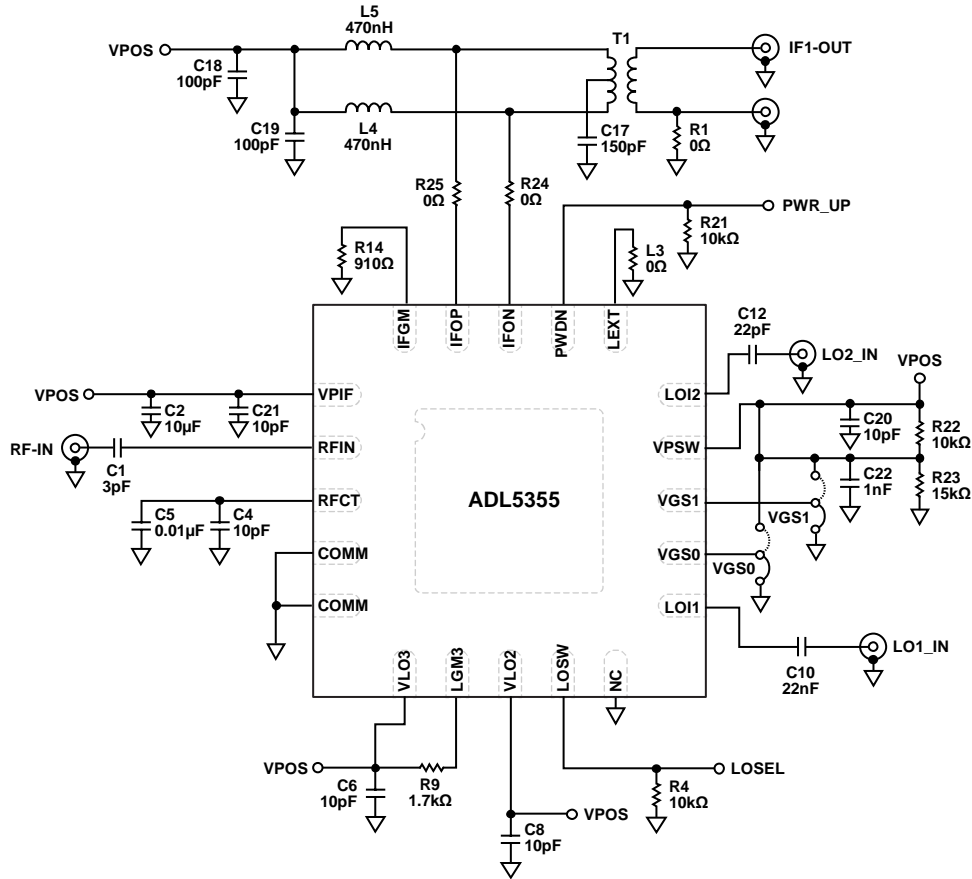 L5
470nH
VPOS
C18
100pF
T1
IF1-OUT
C19
100pF
L4
470nH
C17
150pF
R1
0Ω
R25
0Ω
R24
0Ω
PWR_UP
R21
10kΩ
R14
910Ω
L3
0Ω
IFGM
IFOP
IFON
PWDN
LEXT
C12
22pF
LO2_IN
VPOS
VPOS
C2
10µF
C21
10pF
VPIF
LOI2
C20
10pF
R22
10kΩ
RF-IN
C1
3pF
RFIN
VPSW
C22
1nF
R23
15kΩ
C5
0.01µF
C4
10pF
RFCT
ADL5355
VGS1
VGS1
COMM
VGS0
VGS0
COMM
LOI1
LO1_IN
C10
22nF
VLO3
LGM3
VLO2
LOSW
NC
VPOS
C6
10pF
R9
1.7kΩ
LOSEL
R4
10kΩ
VPOS
C8
10pF